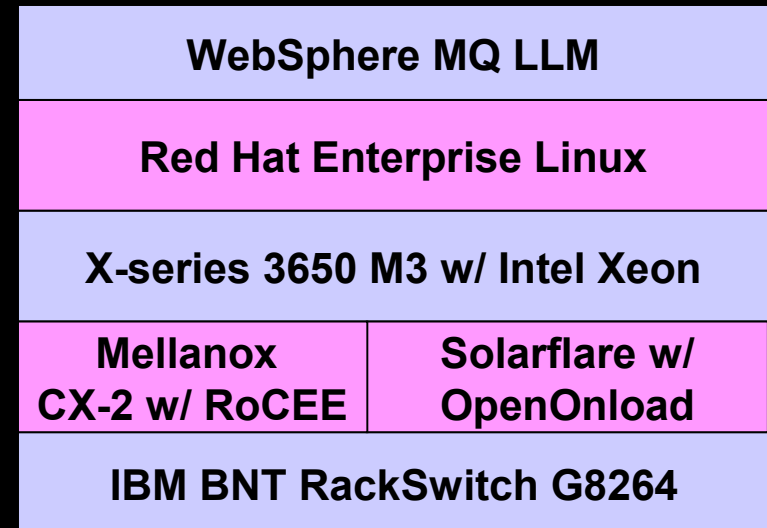 WebSphere MQ LLM
Red Hat Enterprise Linux
X-series 3650 M3 w/ Intel Xeon
Mellanox
CX-2 w/ RoCEE
Solarflare w/
OpenOnload
IBM BNT RackSwitch G8264